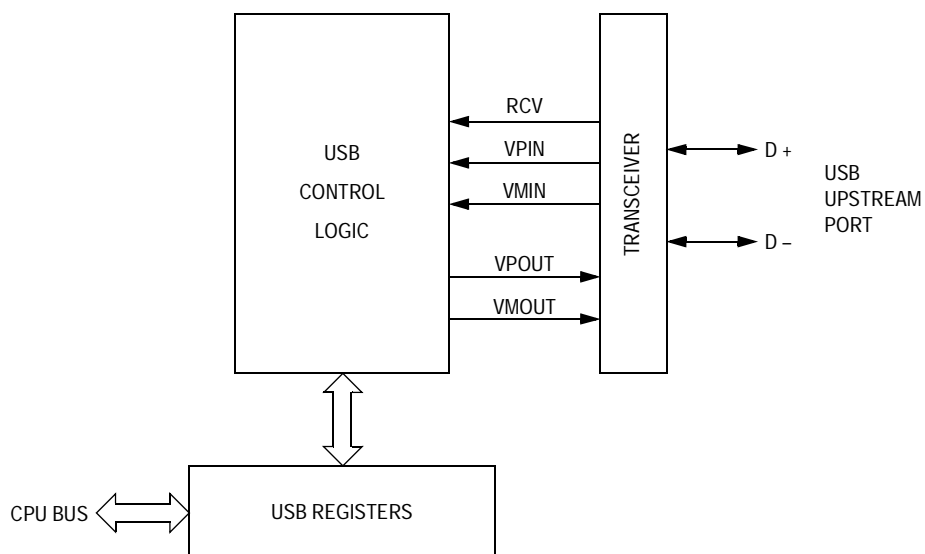 USB
CONTROL
LOGIC
RCV
VPIN
VMIN
VPOUT
VMOUT
TRANSCEIVER
D +
D –
USB
UPSTREAM
PORT
CPU BUS
USB REGISTERS